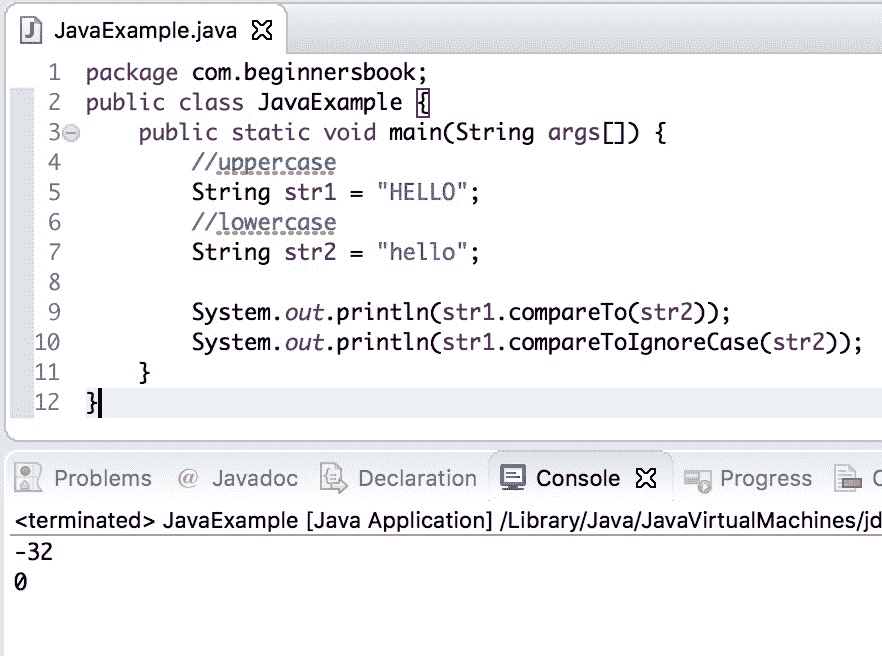 JavaExample.java
1 package com.beginnersbook;
2 public class JavaExample {
3     public static void main(String args[]) {
4         //uppercase
5         String str1 = "HELLO";
6         //lowercase
7         String str2 = "hello";
8
9         System.out.println(str1.compareTo(str2));
10         System.out.println(str1.compareToIgnoreCase(str2));
11     }
12 }
Problems @ Javadoc Declaration Console Progress
<terminated> JavaExample [Java Application] /Library/Java/JavaVirtualMachines/jd
-32
0